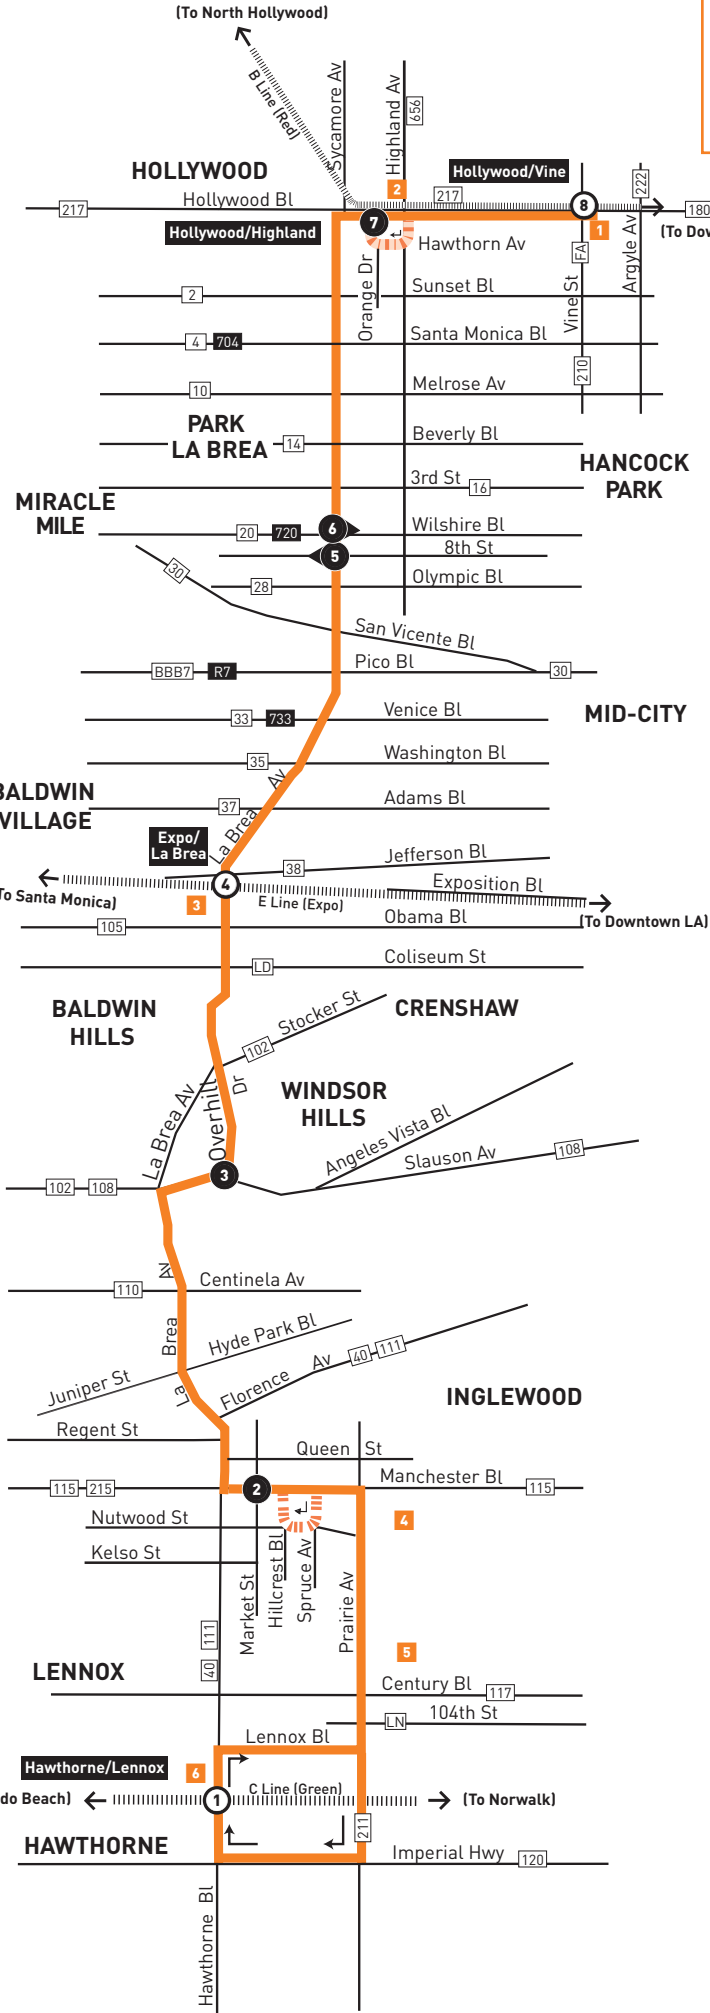 (To North Hollywood)
B Line (Red)
Sycamore Av
Highland Av
656
HOLLYWOOD
Hollywood/Vine
222
2
217
Hollywood Bl
217
8
180
7
1
Hollywood/Highland
Hawthorn Av
(To Dow
FA
Argyle Av
Orange Dr
Vine St
2
Sunset Bl
4
704
Santa Monica Bl
210
10
Melrose Av
PARK
LA BREA
14
Beverly Bl
HANCOCK
PARK
3rd St
16
MIRACLE
MILE
20
720
6
Wilshire Bl
5
8th St
30
28
Olympic Bl
San Vicente Bl
BBB7
R7
Pico Bl
30
33
733
Venice Bl
MID-CITY
35
Washington Bl
La Brea Av
BALDWIN
VILLAGE
37
Adams Bl
Expo/
La Brea
38
Jefferson Bl
4
Exposition Bl
To Santa Monica)
3
E Line (Expo)
(To Downtown LA)
105
Obama Bl
LD
Coliseum St
BALDWIN
HILLS
Stocker St
102
CRENSHAW
La Brea Av
Overhill Dr
WINDSOR
HILLS
Angeles Vista Bl
Slauson Av
108
3
102
108
110
Centinela Av
La Brea Av
Juniper St
Hyde Park Bl
Florence Av
40
111
INGLEWOOD
Regent St
Queen St
115
215
2
Manchester Bl
115
Nutwood St
4
Kelso St
Market St
Hillcrest Bl
Spruce Av
Prairie Av
111
40
5
LENNOX
Century Bl
117
104th St
LN
Lennox Bl
Hawthorne/Lennox
6
C Line (Green)
do Beach)
1
(To Norwalk)
211
HAWTHORNE
Imperial Hwy
120
Hawthorne Bl